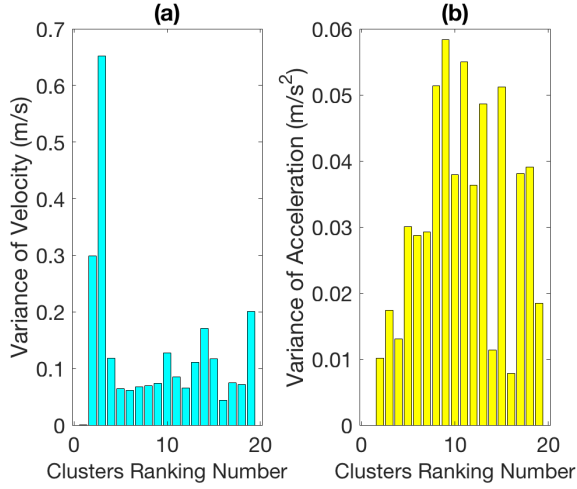 (a)
Variance of Velocity (m/s)
0.7
0.6
0.5
0.4
0.3
0.2
0.1
0
0 10 20
Clusters Ranking Number
(b)
Variance of Acceleration (m/s²)
0.06
0.05
0.04
0.03
0.02
0.01
0
0 10 20
Clusters Ranking Number